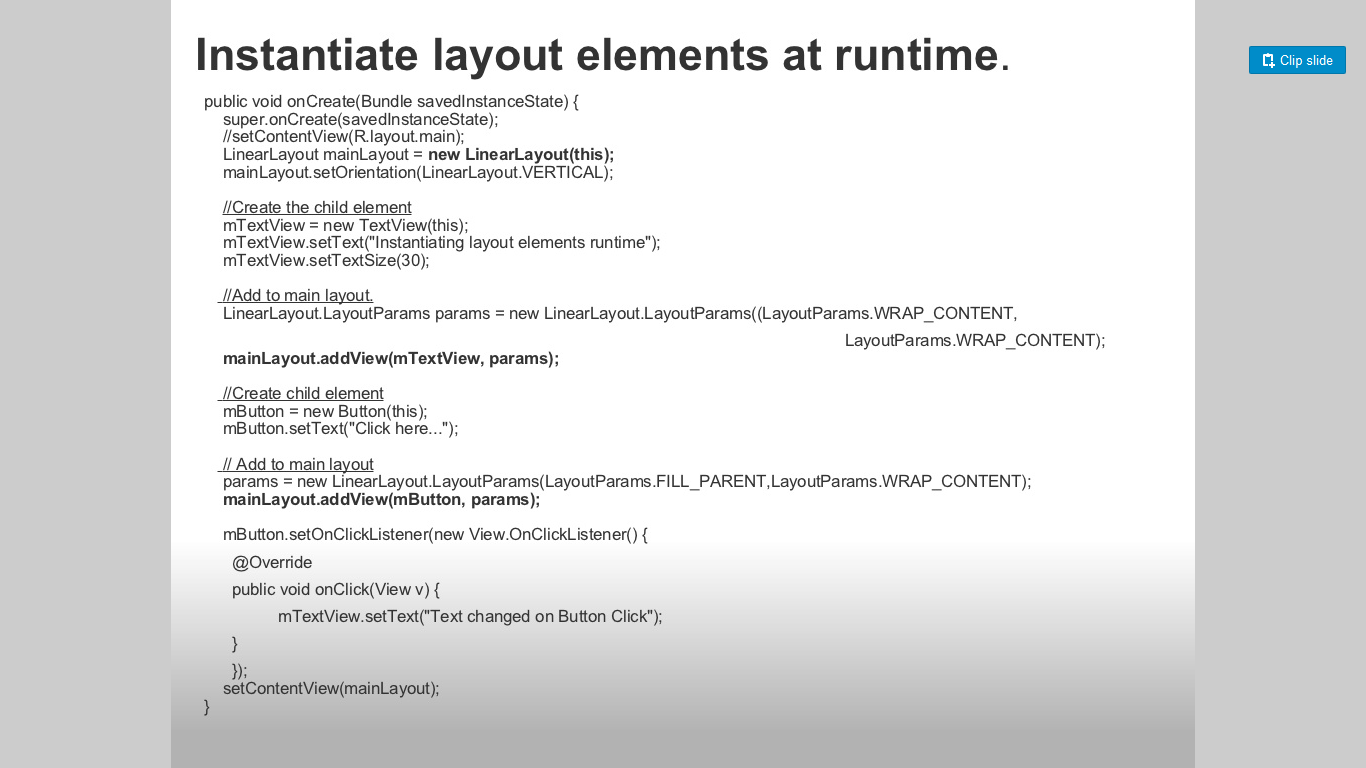 Instantiate layout elements at runtime.
Clip slide
public void onCreate(Bundle savedInstanceState) {
super.onCreate(savedInstanceState);
//setContentView(R.layout.main);
LinearLayout mainLayout = new LinearLayout(this);
mainLayout.setOrientation(LinearLayout.VERTICAL);
//Create the child element
mTextView = new TextView(this);
mTextView.setText("Instantiating layout elements runtime");
mTextView.setTextSize(30);
//Add to main layout.
LinearLayout.LayoutParams params = new LinearLayout.LayoutParams((LayoutParams.WRAP_CONTENT,
LayoutParams.WRAP_CONTENT);
mainLayout.addView(mTextView, params);
//Create child element
mButton = new Button(this);
mButton.setText("Click here...");
// Add to main layout
params = new LinearLayout.LayoutParams(LayoutParams.FILL_PARENT,LayoutParams.WRAP_CONTENT);
mainLayout.addView(mButton, params);
mButton.setOnClickListener(new View.OnClickListener() {
@Override
public void onClick(View v) {
mTextView.setText("Text changed on Button Click");
}
});
setContentView(mainLayout);
}